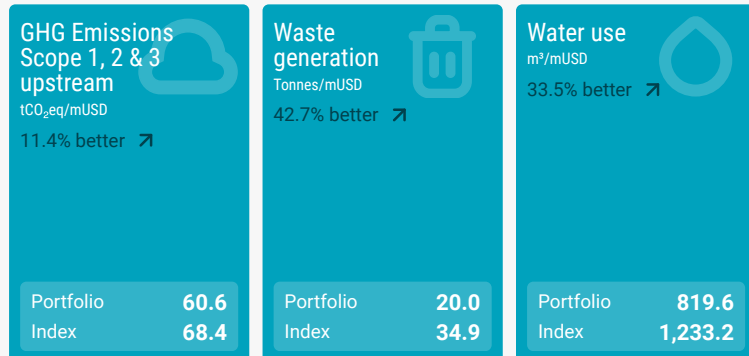 GHG Emissions
Scope 1, 2 & 3
upstream
tCO₂eq/mUSD
11.4% better
Portfolio 60.6
Index 68.4
Waste
generation
Tonnes/mUSD
42.7% better
Portfolio 20.0
Index 34.9
Water use
m³/mUSD
33.5% better
Portfolio 819.6
Index 1,233.2